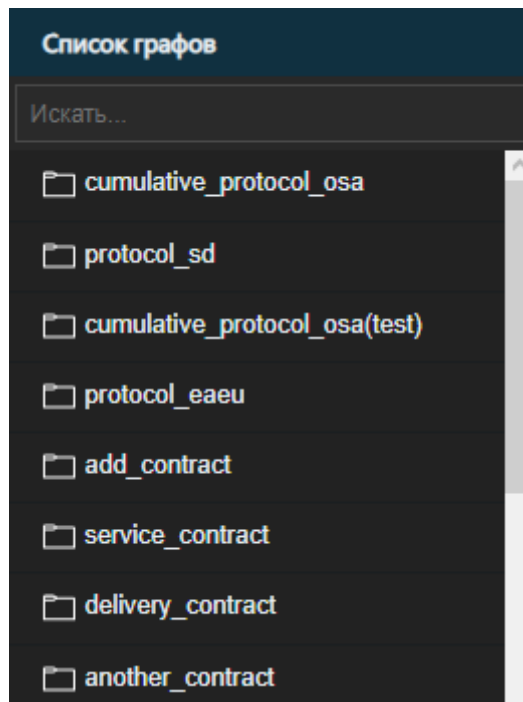 Список графов
Искать...
cumulative_protocol_osa
protocol_sd
cumulative_protocol_osa(test)
protocol_eaeu
add_contract
service_contract
delivery_contract
another_contract